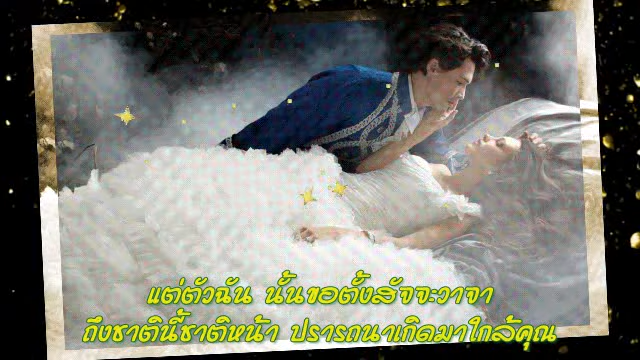 แต่ตัวฉัน นั้นขอตั้งสัจจะวาจา
ถึงชาตินี้ชาติหน้า ปรารถนาเกิดมาใกล้คุณ